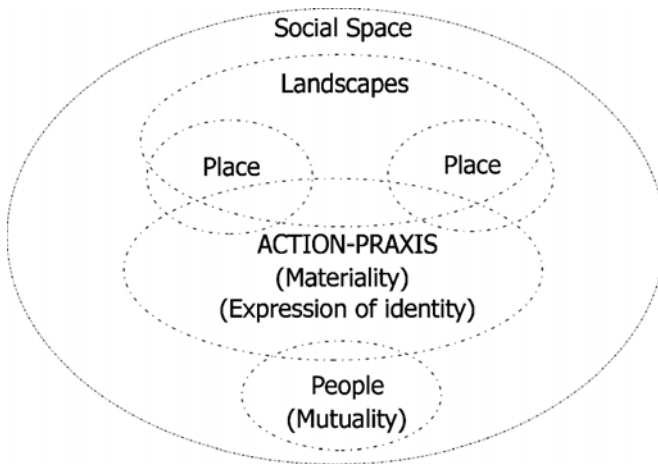 Social Space
Landscapes
Place
Place
ACTION-PRAXIS
(Materiality)
(Expression of identity)
People
(Mutuality)